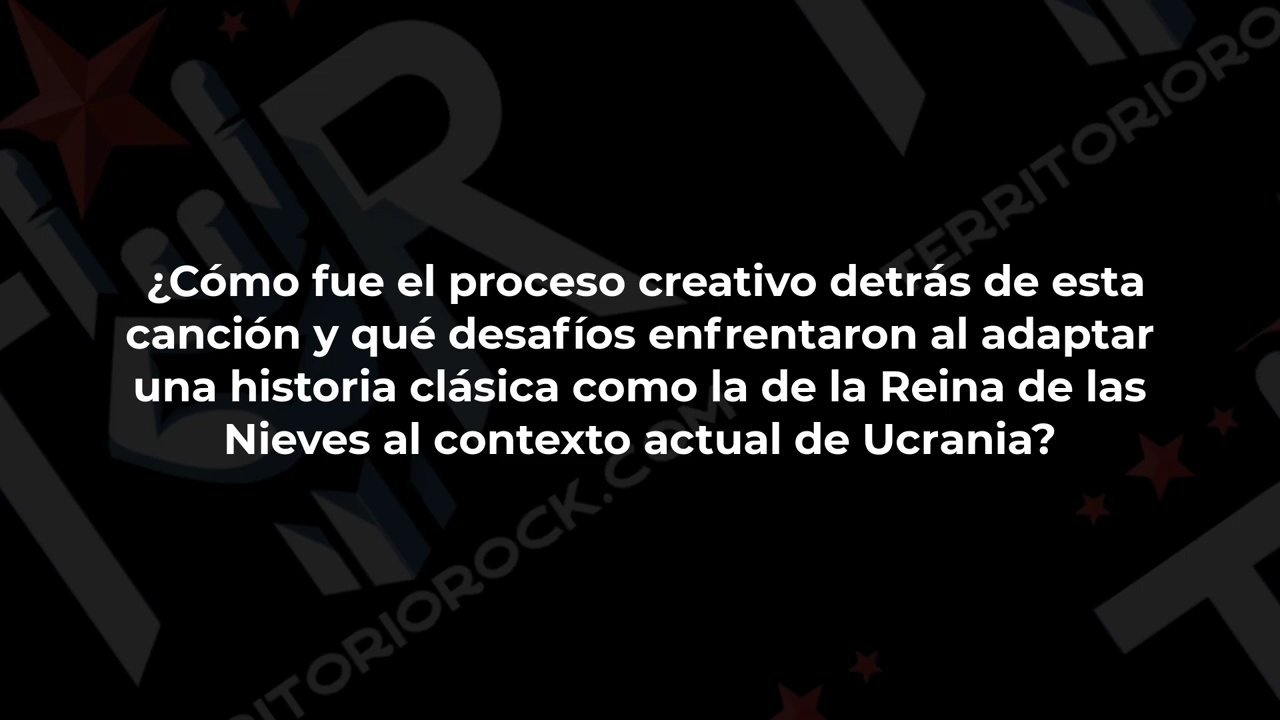 ¿Cómo fue el proceso creativo detrás de esta
canción y qué desafíos enfrentaron al adaptar
una historia clásica como la de la Reina de las
Nieves al contexto actual de Ucrania?
TERRITORIORO
RITORIOROCK.COM